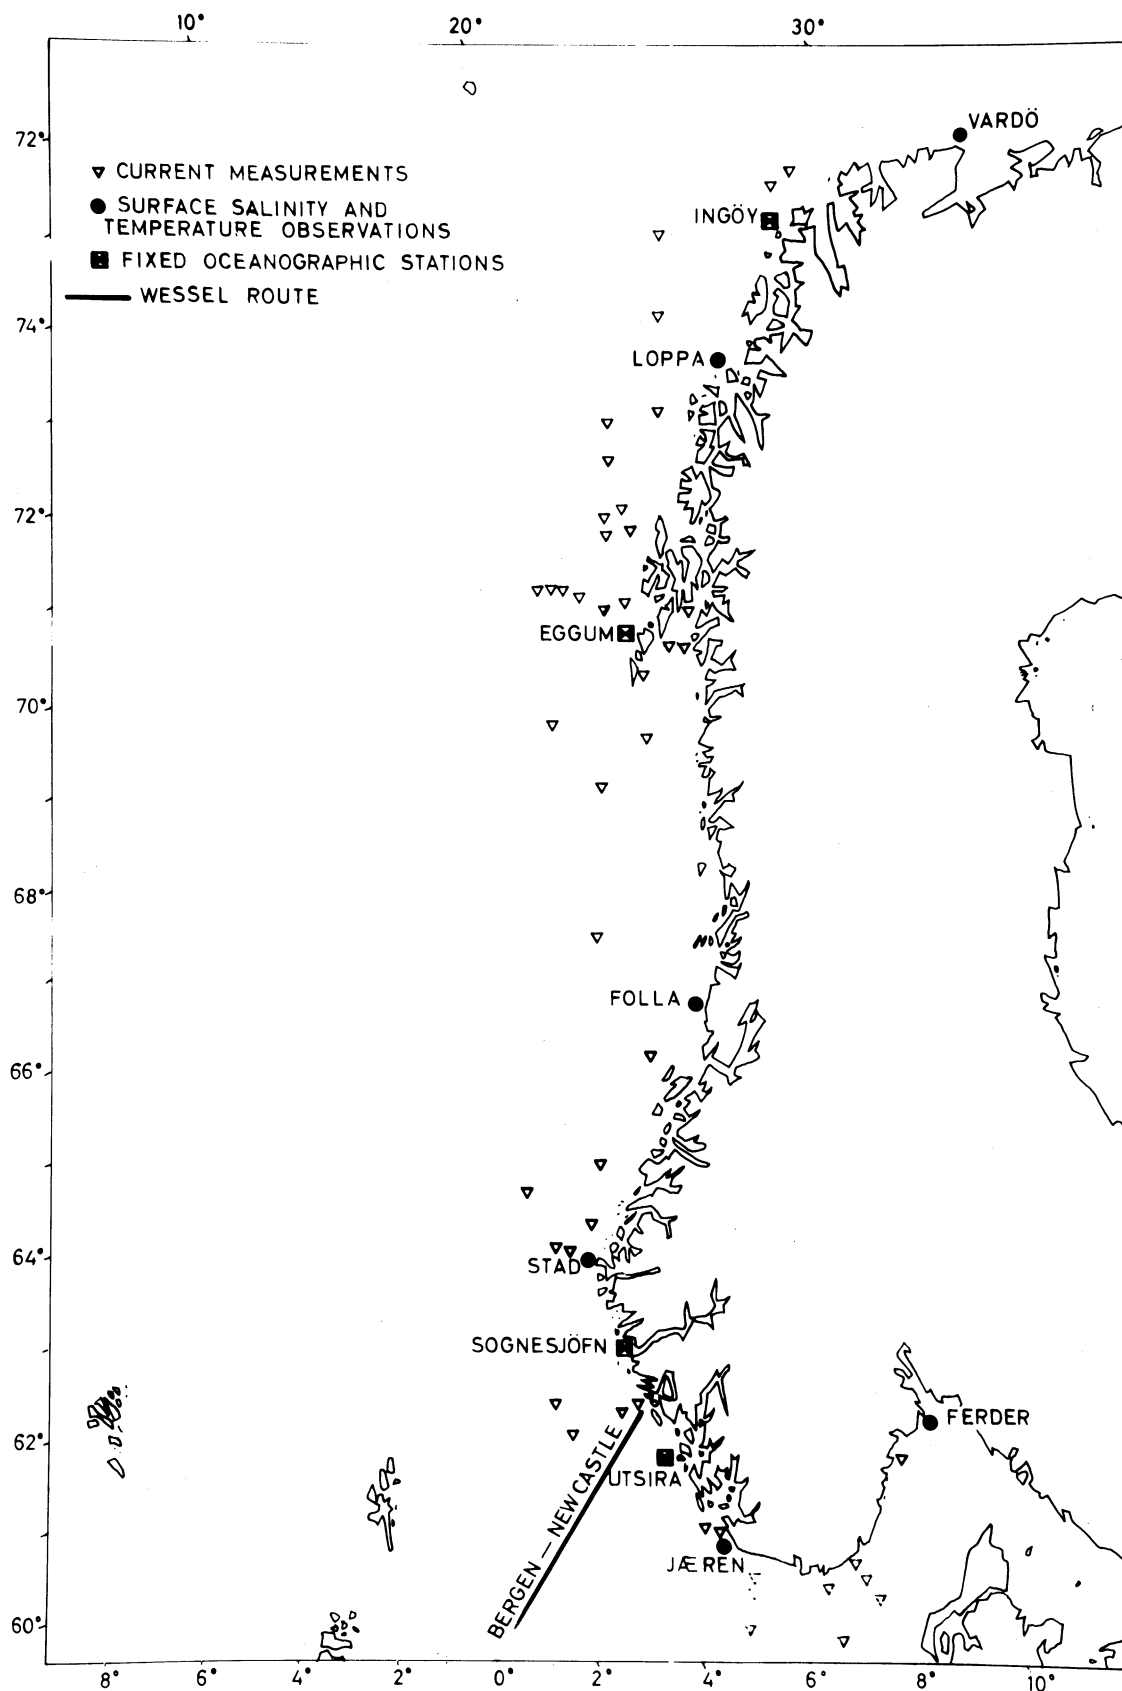 10°
20°
30°
72°
VARDÖ
▽ CURRENT MEASUREMENTS
● SURFACE SALINITY AND
TEMPERATURE OBSERVATIONS
FIXED OCEANOGRAPHIC STATIONS
WESSEL ROUTE
INGÖY
74°
LOPPA
72°
EGGUM
70°
68°
FOLLA
66°
64°
STAD
SOGNESJÖFN
FERDER
62°
UTSIRA
BERGEN — NEWCASTLE
JÆREN
60°
8°
6°
4°
2°
0°
2°
4°
6°
8°
10°